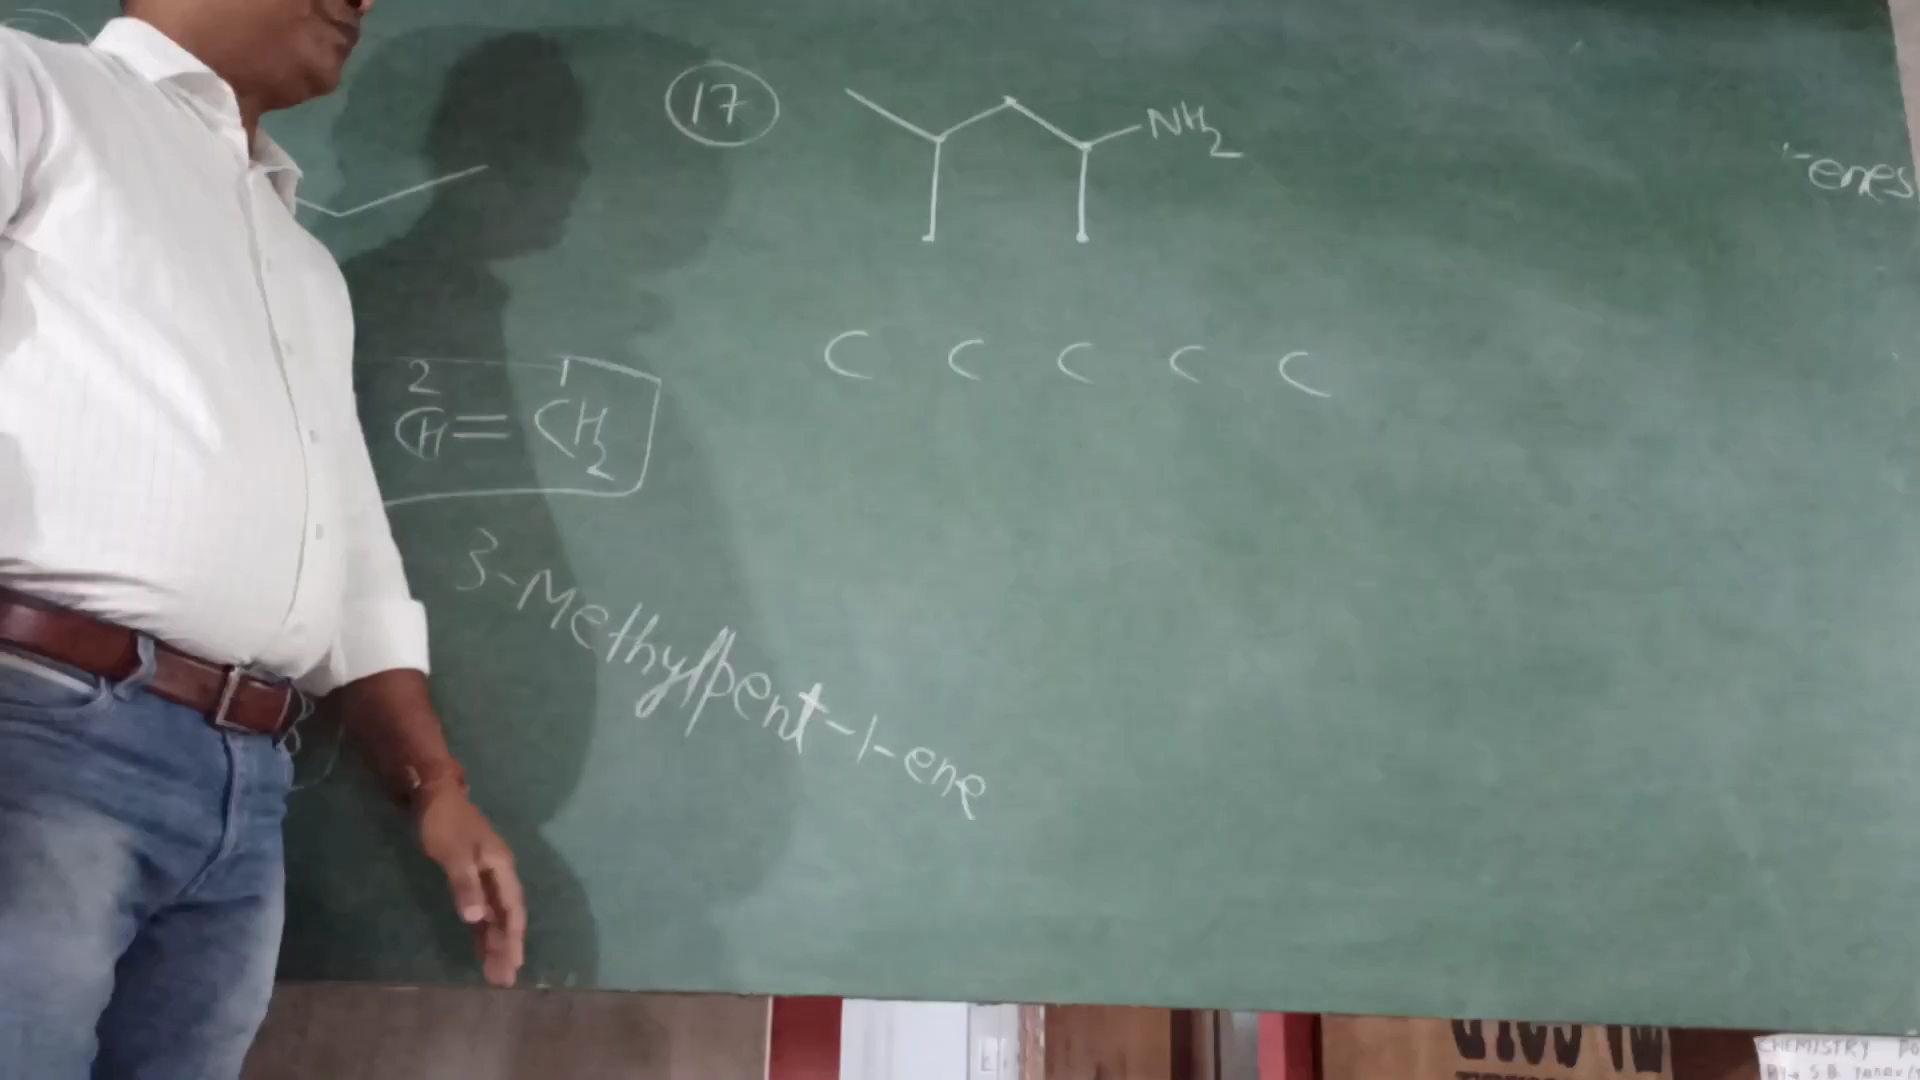 17
NH2
-enes
C C C C C
2 1
CH=CH2
3-Methylpent-1-ene
CHEMISTRY